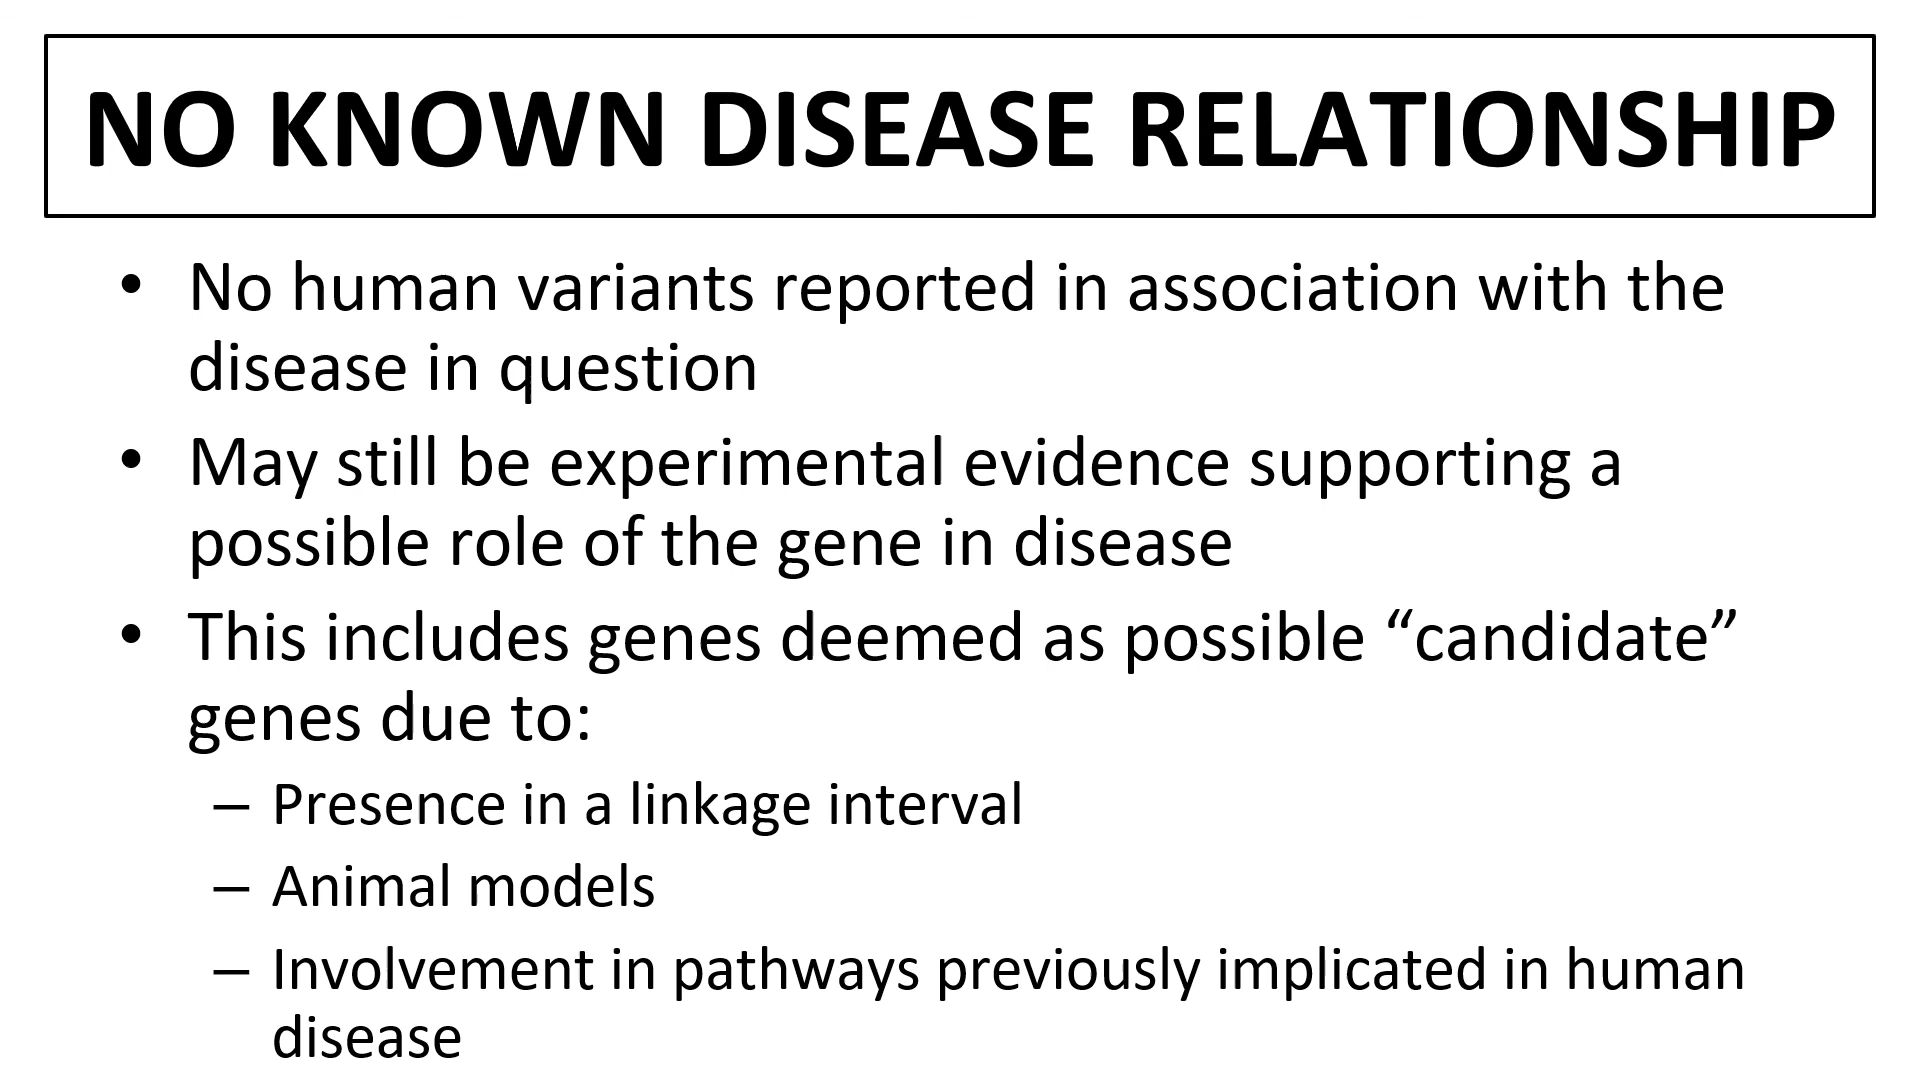 NO KNOWN DISEASE RELATIONSHIP
• No human variants reported in association with the
disease in question
• May still be experimental evidence supporting a
possible role of the gene in disease
• This includes genes deemed as possible “candidate”
genes due to:
– Presence in a linkage interval
– Animal models
– Involvement in pathways previously implicated in human
disease